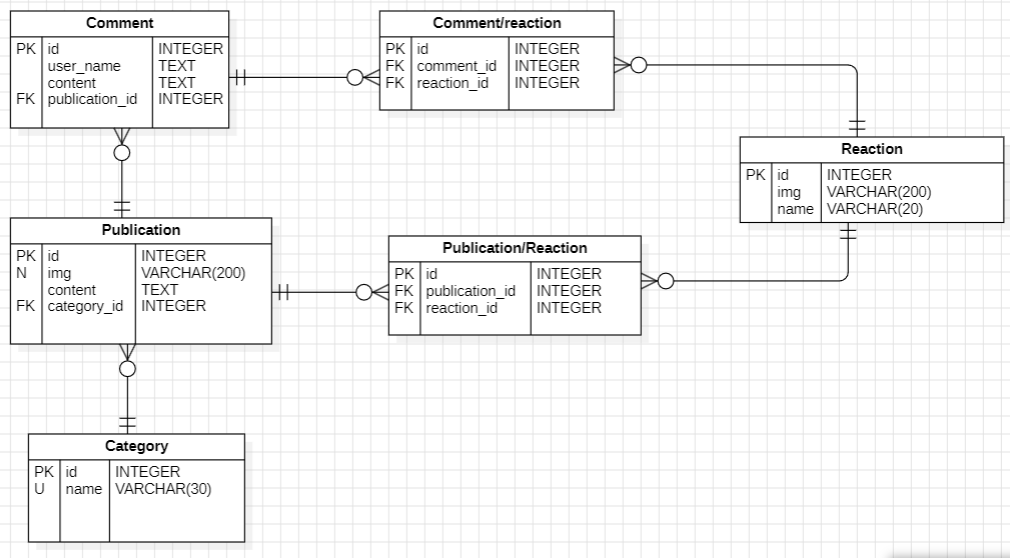 Comment
PK id INTEGER
user_name TEXT
content TEXT
FK publication_id INTEGER
Comment/reaction
PK id INTEGER
FK comment_id INTEGER
FK reaction_id INTEGER
Reaction
PK id INTEGER
img VARCHAR(200)
name VARCHAR(20)
Publication
PK id INTEGER
N img VARCHAR(200)
content TEXT
FK category_id INTEGER
Publication/Reaction
PK id INTEGER
FK publication_id INTEGER
FK reaction_id INTEGER
Category
PK id INTEGER
U name VARCHAR(30)